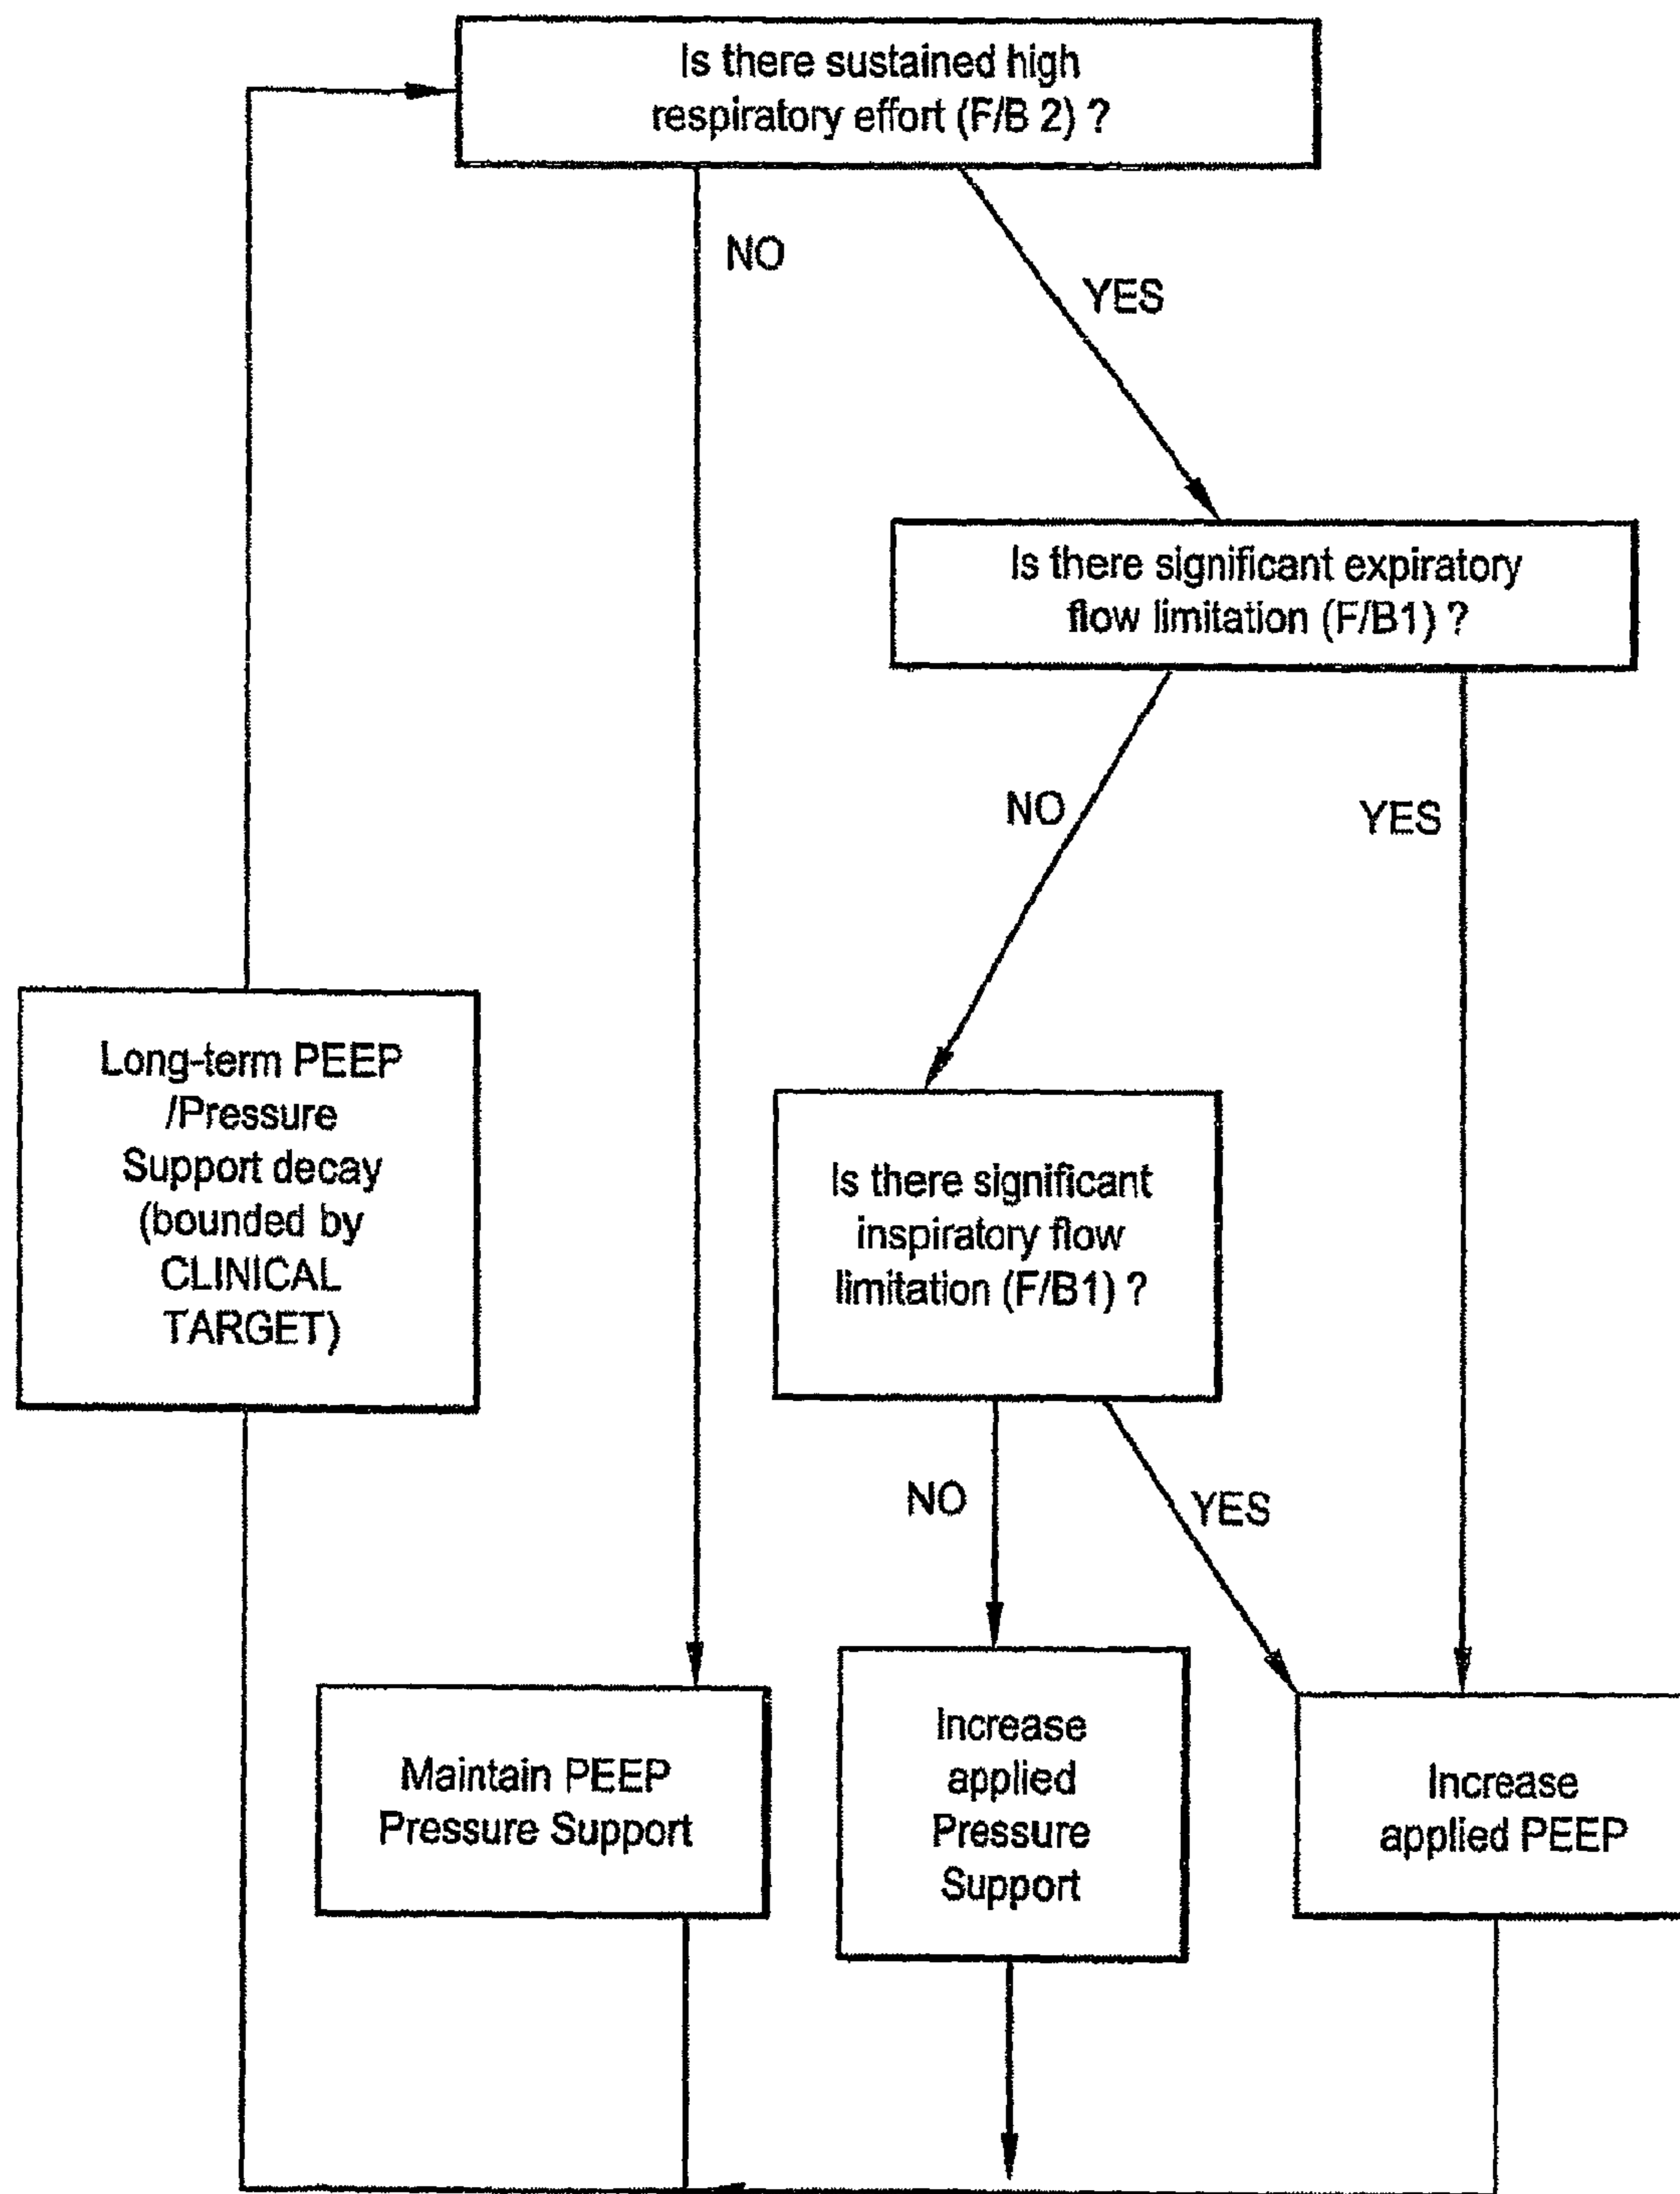 Is there sustained high
respiratory effort (F/B 2) ?
NO
YES
Is there significant expiratory
flow limitation (F/B1) ?
NO
YES
Long-term PEEP
/Pressure
Support decay
(bounded by
CLINICAL
TARGET)
Is there significant
inspiratory flow
limitation (F/B1) ?
NO
YES
Maintain PEEP
Pressure Support
Increase
applied
Pressure
Support
Increase
applied PEEP